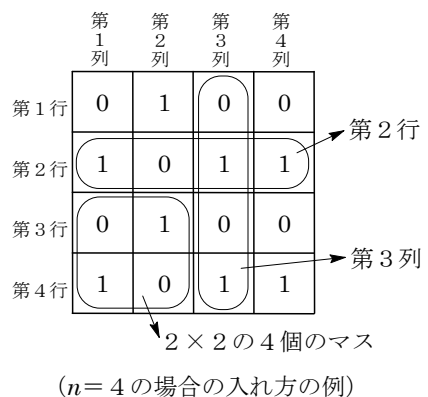 第1列 第2列 第3列 第4列
第１行 0 1 0 0
第２行 1 0 1 1
第３行 0 1 0 0
第４行 1 0 1 1
第２行
第３列
２×２の４個のマス
(n=４の場合の入れ方の例)